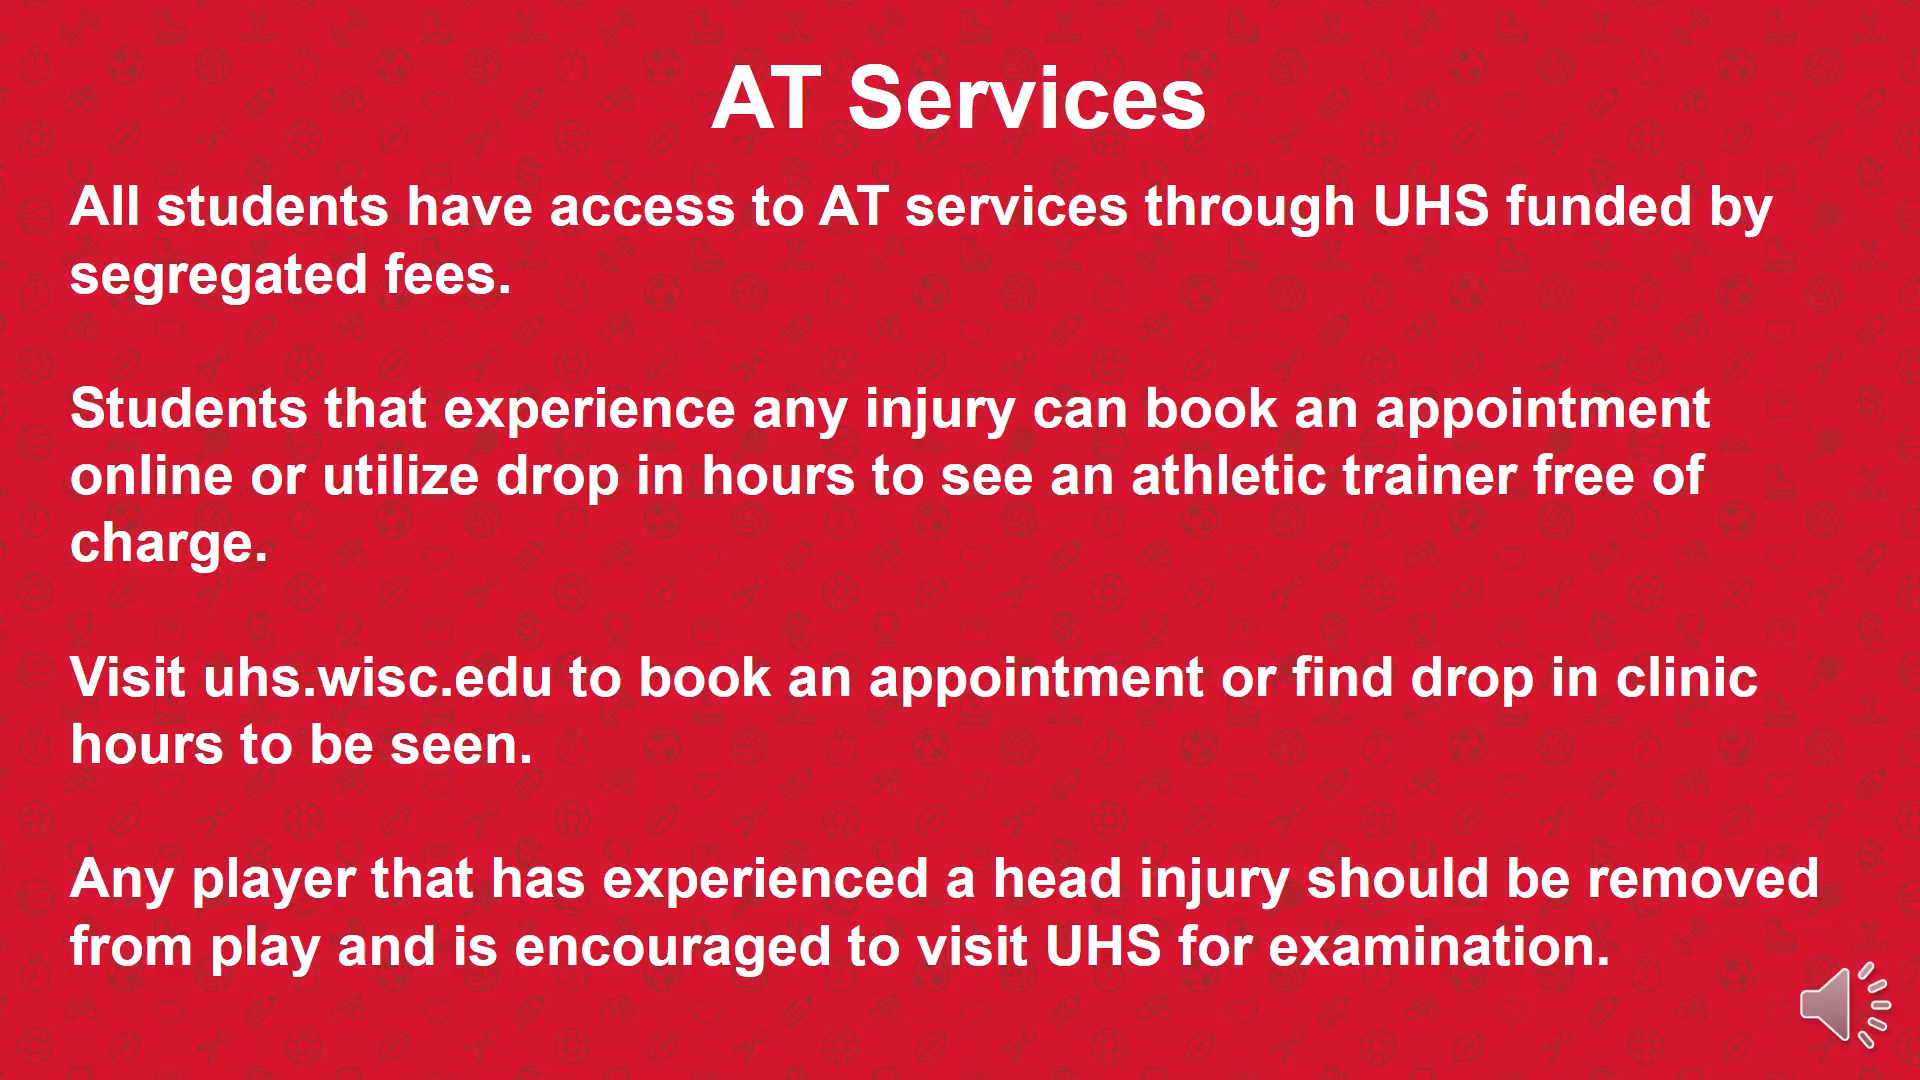 AT Services
All students have access to AT services through UHS funded by
segregated fees.
Students that experience any injury can book an appointment
online or utilize drop in hours to see an athletic trainer free of
charge.
Visit uhs.wisc.edu to book an appointment or find drop in clinic
hours to be seen.
Any player that has experienced a head injury should be removed
from play and is encouraged to visit UHS for examination.